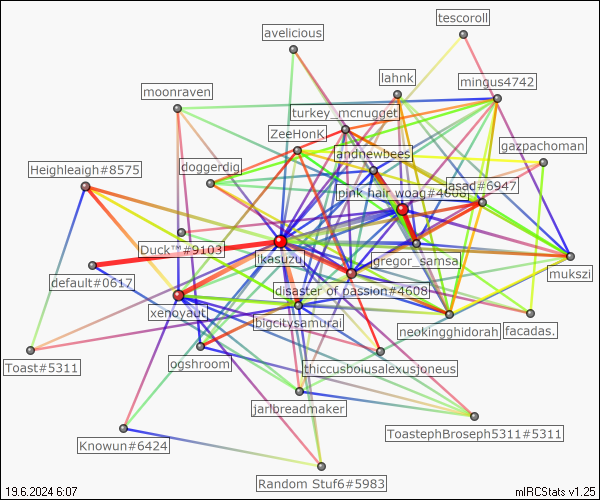 tescoroll
avelicious
lahnk
mingus4742
moonraven
turkey_mcnugget
ZeeHonK
gazpachoman
andnewbees
doggerdig
Heighleaigh#8575
asad#6947
pink hair woag#4608
Duck™#9103
likasuzu
gregor_samsa
mukszi
default#0617
disaster of passion#4608
xenoyaut
bigcitysamurai
neokingghidorah
facadas.
Toast#5311
ogshroom
thiccusboiusalexusjoneus
jarlbreadmaker
ToastephBroseph5311#5311
Knowun#6424
Random Stuf6#5983
19.6.2024 6:07
mIRCStats v1.25